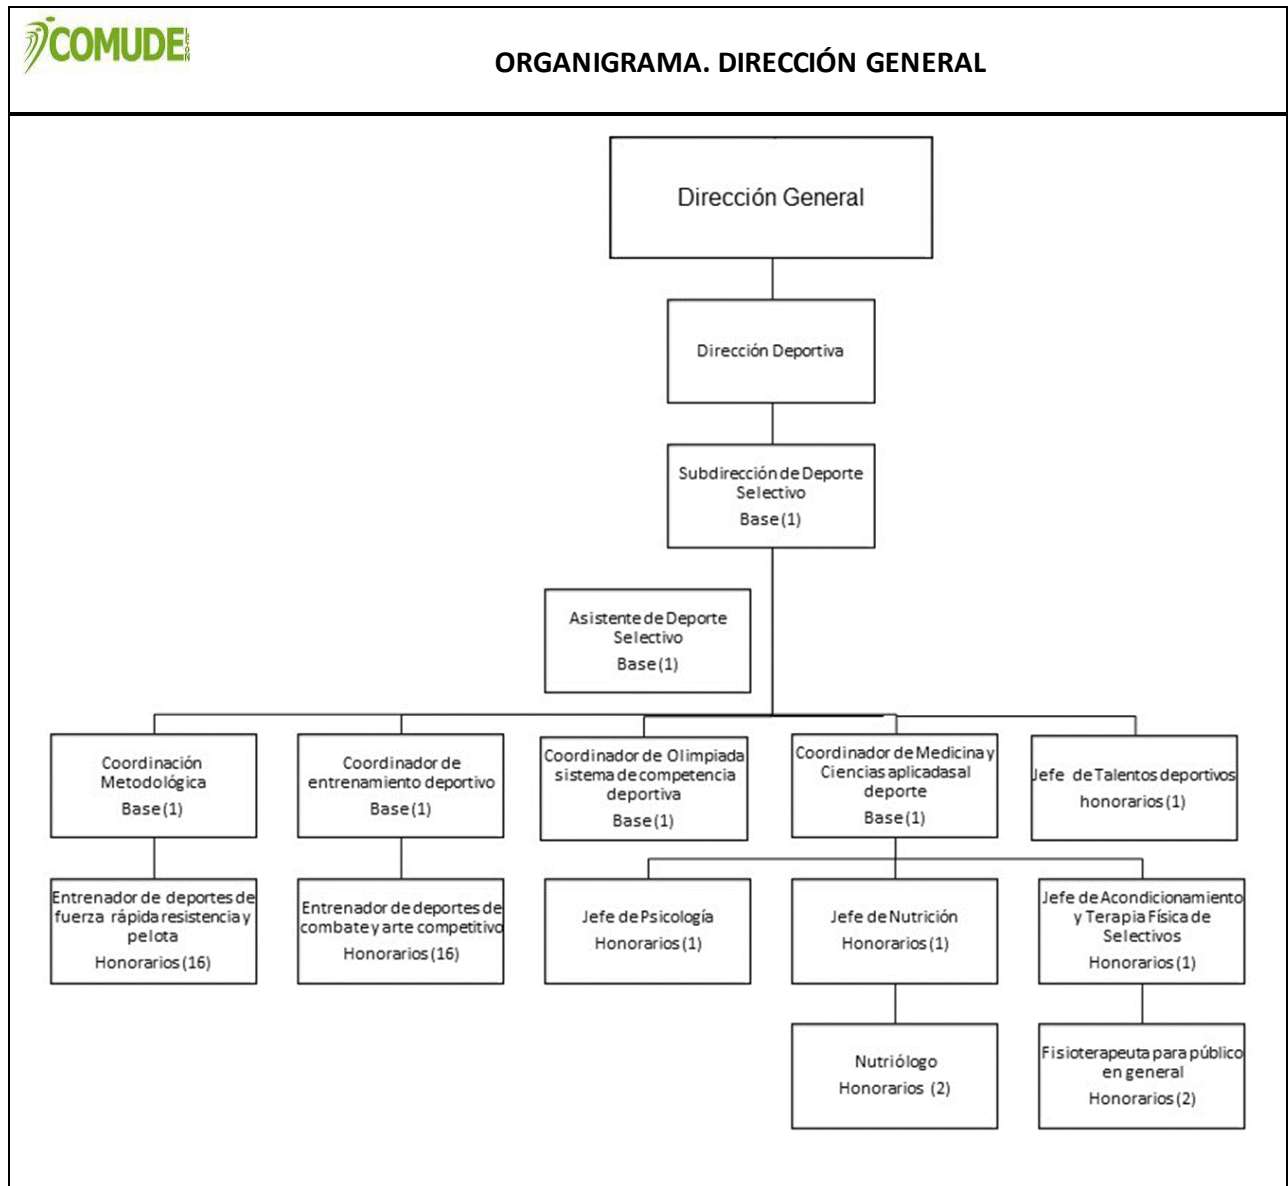 COMUDE
LEÓN
ORGANIGRAMA. DIRECCIÓN GENERAL
Dirección General
Dirección Deportiva
Subdirección de Deporte
Selectivo
Base (1)
Asistente de Deporte
Selectivo
Base (1)
Coordinación
Metodológica
Base (1)
Coordinador de
entrenamiento deportivo
Base (1)
Coordinador de Olimpiada
sistema de competencia
deportiva
Base (1)
Coordinador de Medicina y
Ciencias aplicadas al
deporte
Base (1)
Jefe de Talentos deportivos
honorarios (1)
Entrenador de deportes de
fuerza rápida resistencia y
pelota
Honorarios (16)
Entrenador de deportes de
combate y arte competitivo
Honorarios (16)
Jefe de Psicología
Honorarios (1)
Jefe de Nutrición
Honorarios (1)
Jefe de Acondicionamiento
y Terapia Física de
Selectivos
Honorarios (1)
Nutriólogo
Honorarios (2)
Fisioterapeuta para público
en general
Honorarios (2)